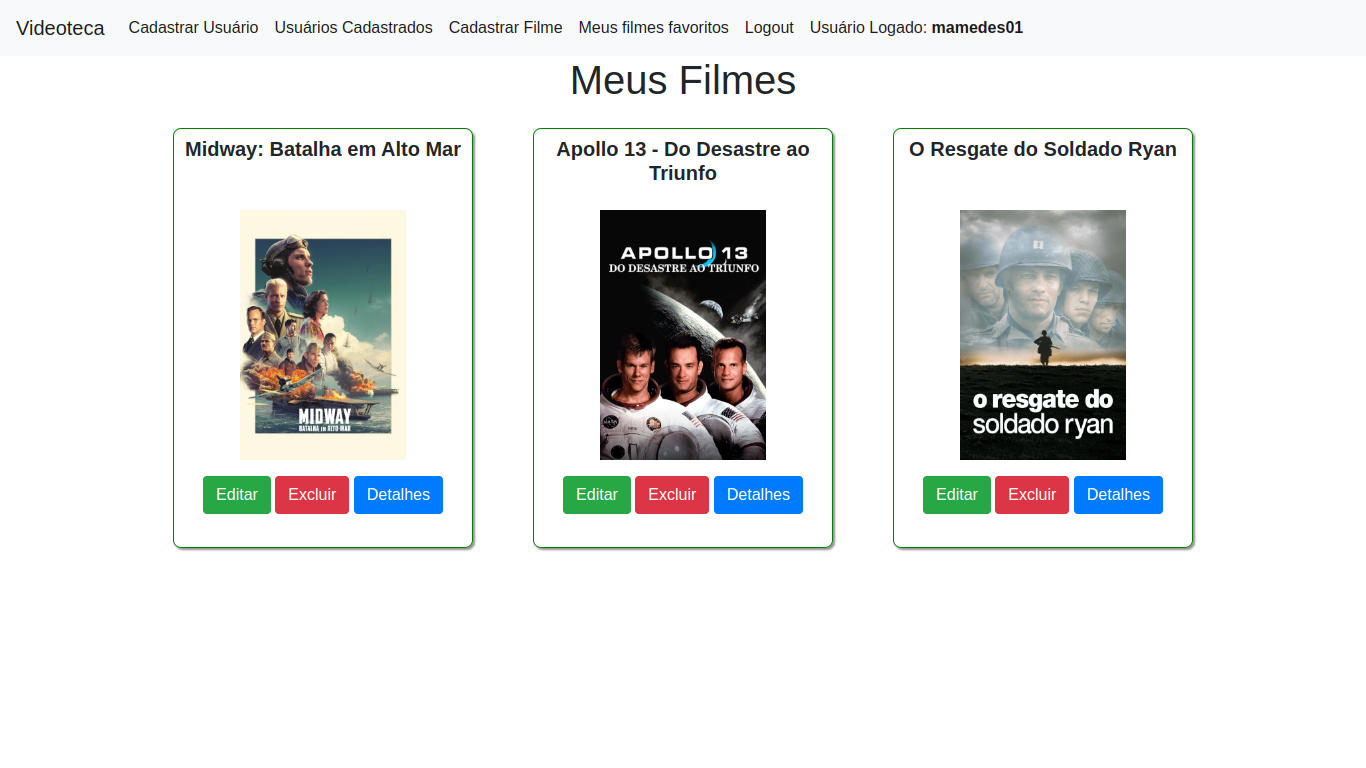 Videoteca Cadastrar Usuário Usuários Cadastrados Cadastrar Filme Meus filmes favoritos Logout Usuário Logado: mamedes01
Meus Filmes
Midway: Batalha em Alto Mar
MIDWAY
BATALHA EM ALTO MAR
Editar Excluir Detalhes
Apollo 13 - Do Desastre ao
Triunfo
APOLLO 13
DO DESASTRE AO TRIUNFO
NASA
Editar Excluir Detalhes
O Resgate do Soldado Ryan
o resgate do
soldado ryan
Editar Excluir Detalhes